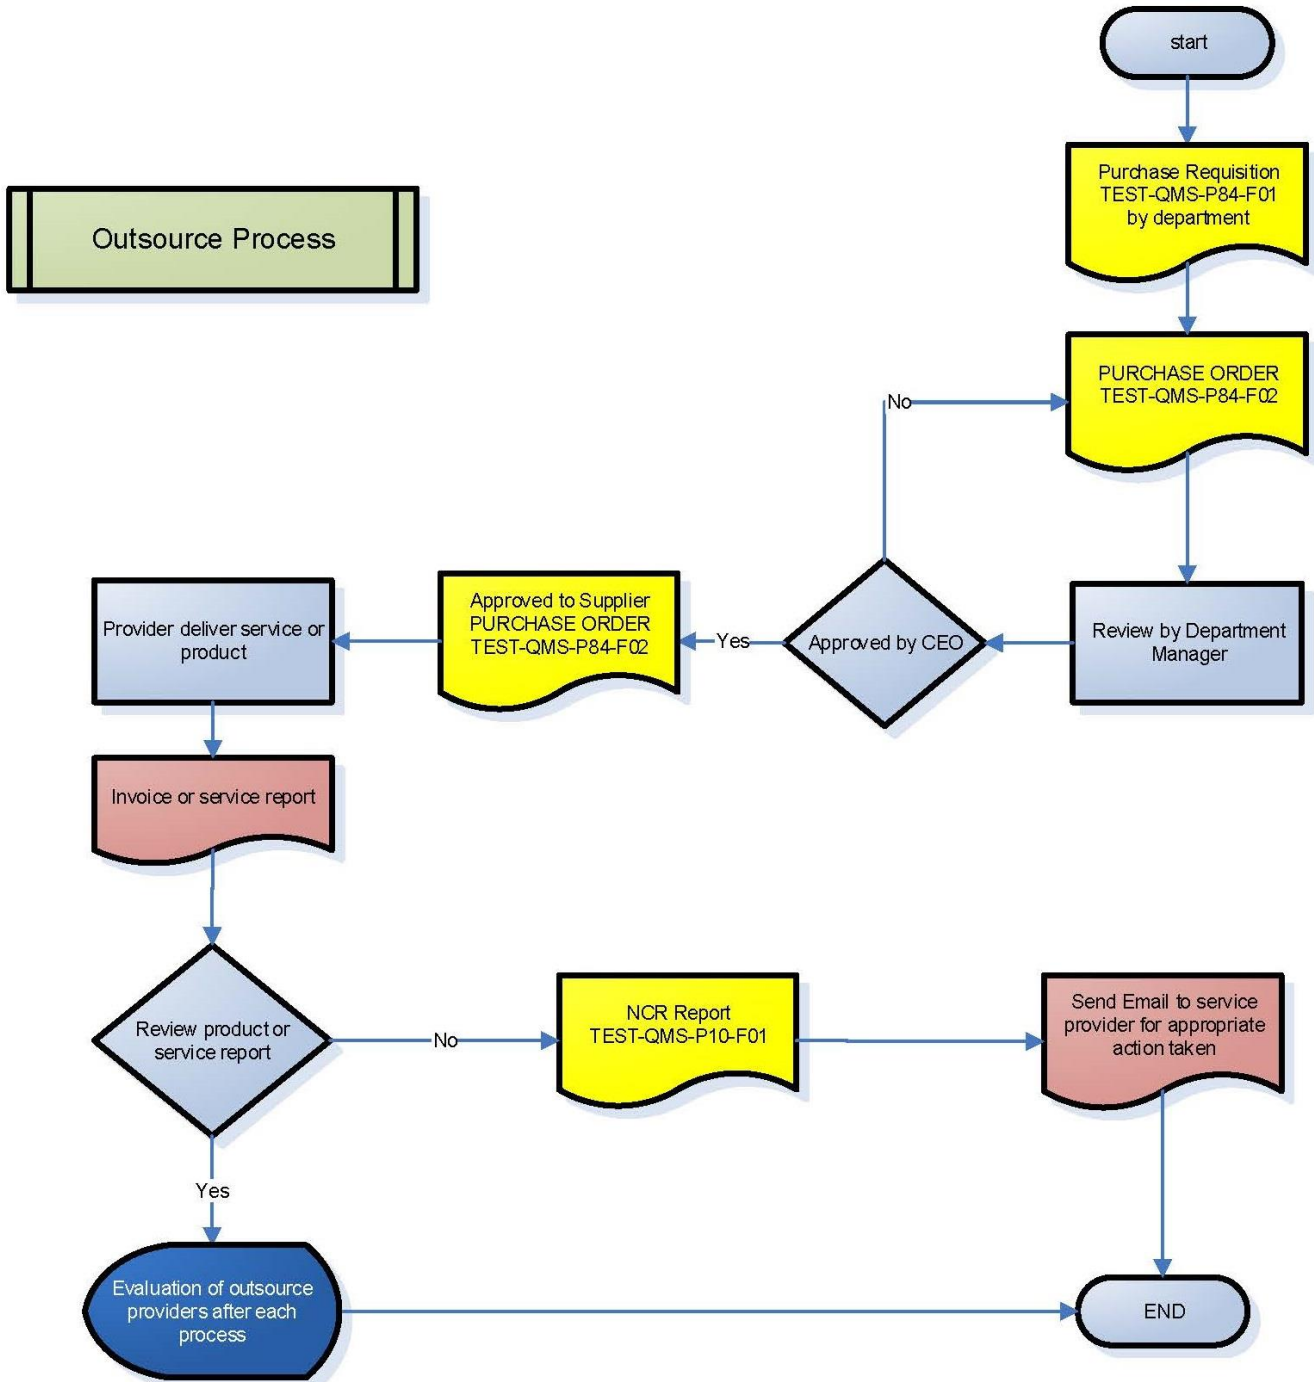 start
Purchase Requisition
TEST-QMS-P84-F01
by department
Outsource Process
PURCHASE ORDER
TEST-QMS-P84-F02
No
Provider deliver service or
product
Approved to Supplier
PURCHASE ORDER
TEST-QMS-P84-F02
Yes
Approved by CEO
Review by Department
Manager
Invoice or service report
Review product or
service report
No
NCR Report
TEST-QMS-P10-F01
Send Email to service
provider for appropriate
action taken
Yes
Evaluation of outsource
providers after each
process
END